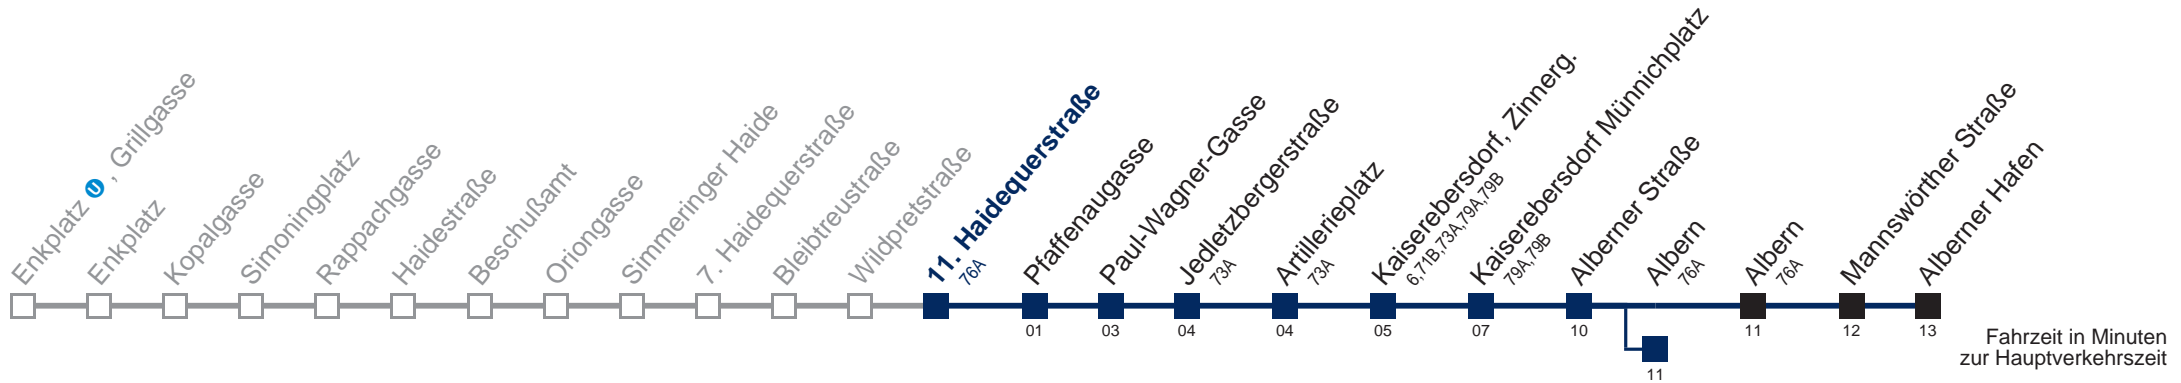 Enkplatz U , Grillgasse
Enkplatz
Kopalgasse
Simoningplatz
Rappachgasse
Haidestraße
Beschußamt
Oriongasse
Simmeringer Haide
7. Haidequerstraße
Bleibtreustraße
Wildpretstraße
11. Haidequerstraße
76A
Pfaffenaugasse
01
Paul-Wagner-Gasse
03
Jedletzbergerstraße
73A
04
Artillerieplatz
73A
04
Kaiserebersdorf, Zinnerg.
6,71B,73A,79A,79B
05
Kaiserebersdorf Münnichplatz
79A,79B
07
Alberner Straße
10
Albern
76A
11
Albern
76A
11
Mannswörther Straße
12
Alberner Hafen
13
Fahrzeit in Minuten
zur Hauptverkehrszeit